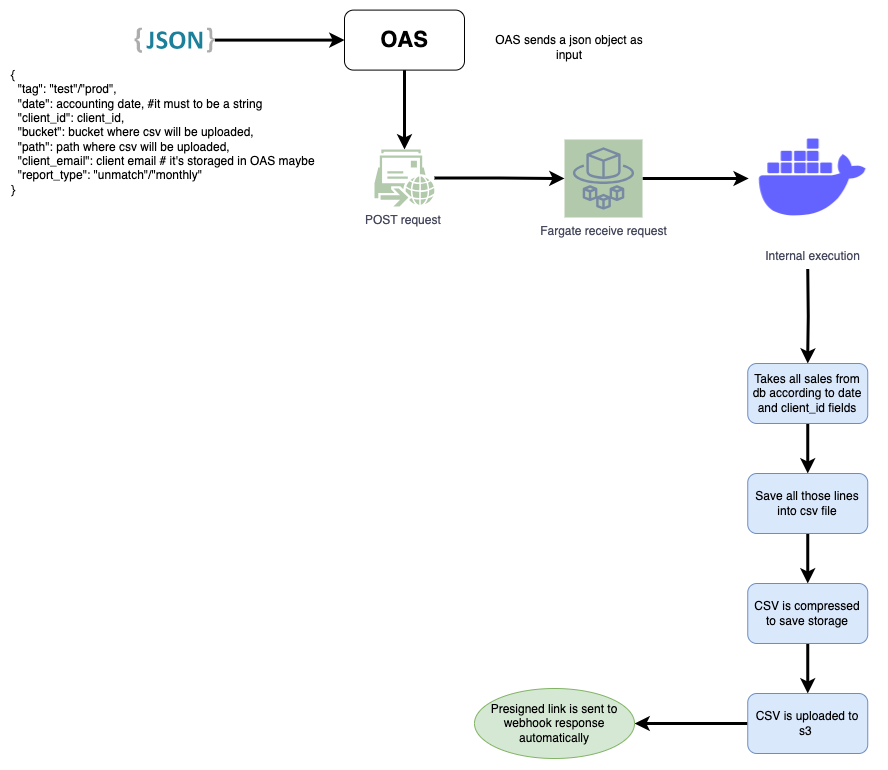 {JSON}
OAS
OAS sends a json object as
input
{
"tag": "test"/"prod",
"date": accounting date, #it must to be a string
"client_id": client_id,
"bucket": bucket where csv will be uploaded,
"path": path where csv will be uploaded,
"client_email": client email # it's storaged in OAS maybe
"report_type": "unmatch"/"monthly"
}
POST request
Fargate receive request
Internal execution
Takes all sales from
db according to date
and client_id fields
Save all those lines
into csv file
CSV is compressed
to save storage
CSV is uploaded to
s3
Presigned link is sent to
webhook response
automatically